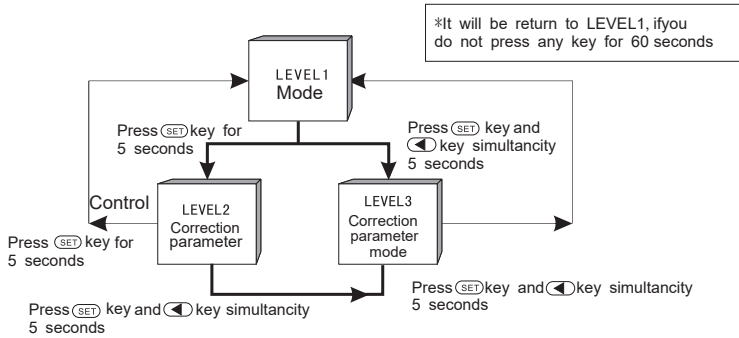 *It will be return to LEVEL1, ifyou
do not press any key for 60 seconds
LEVEL1
Mode
Press SET key for
5 seconds
Press SET key and
◀ key simultancity
5 seconds
Control
LEVEL2
Correction
parameter
LEVEL3
Correction
parameter
mode
Press SET key for
5 seconds
Press SET key and ◀ key simultancity
5 seconds
Press SET key and ◀ key simultancity
5 seconds